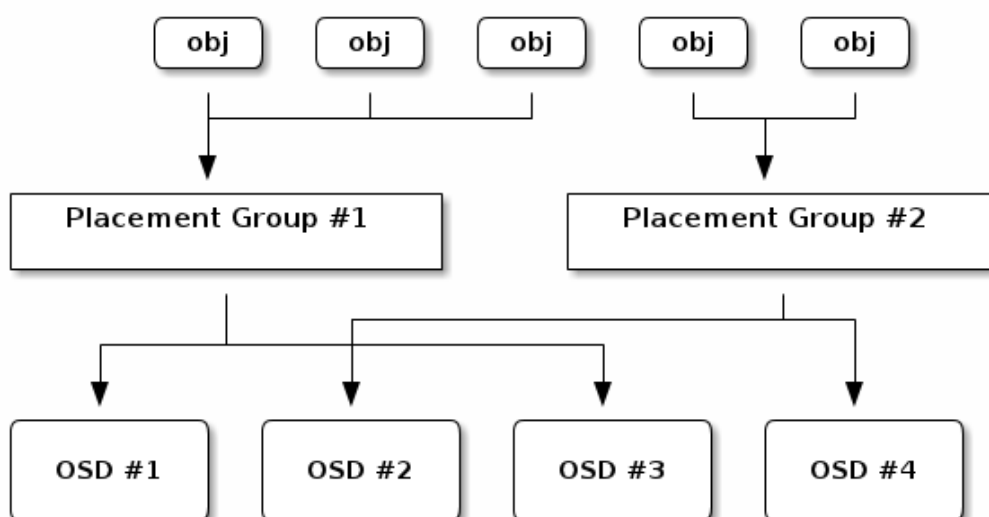 obj obj obj obj obj
Placement Group #1 Placement Group #2
OSD #1 OSD #2 OSD #3 OSD #4